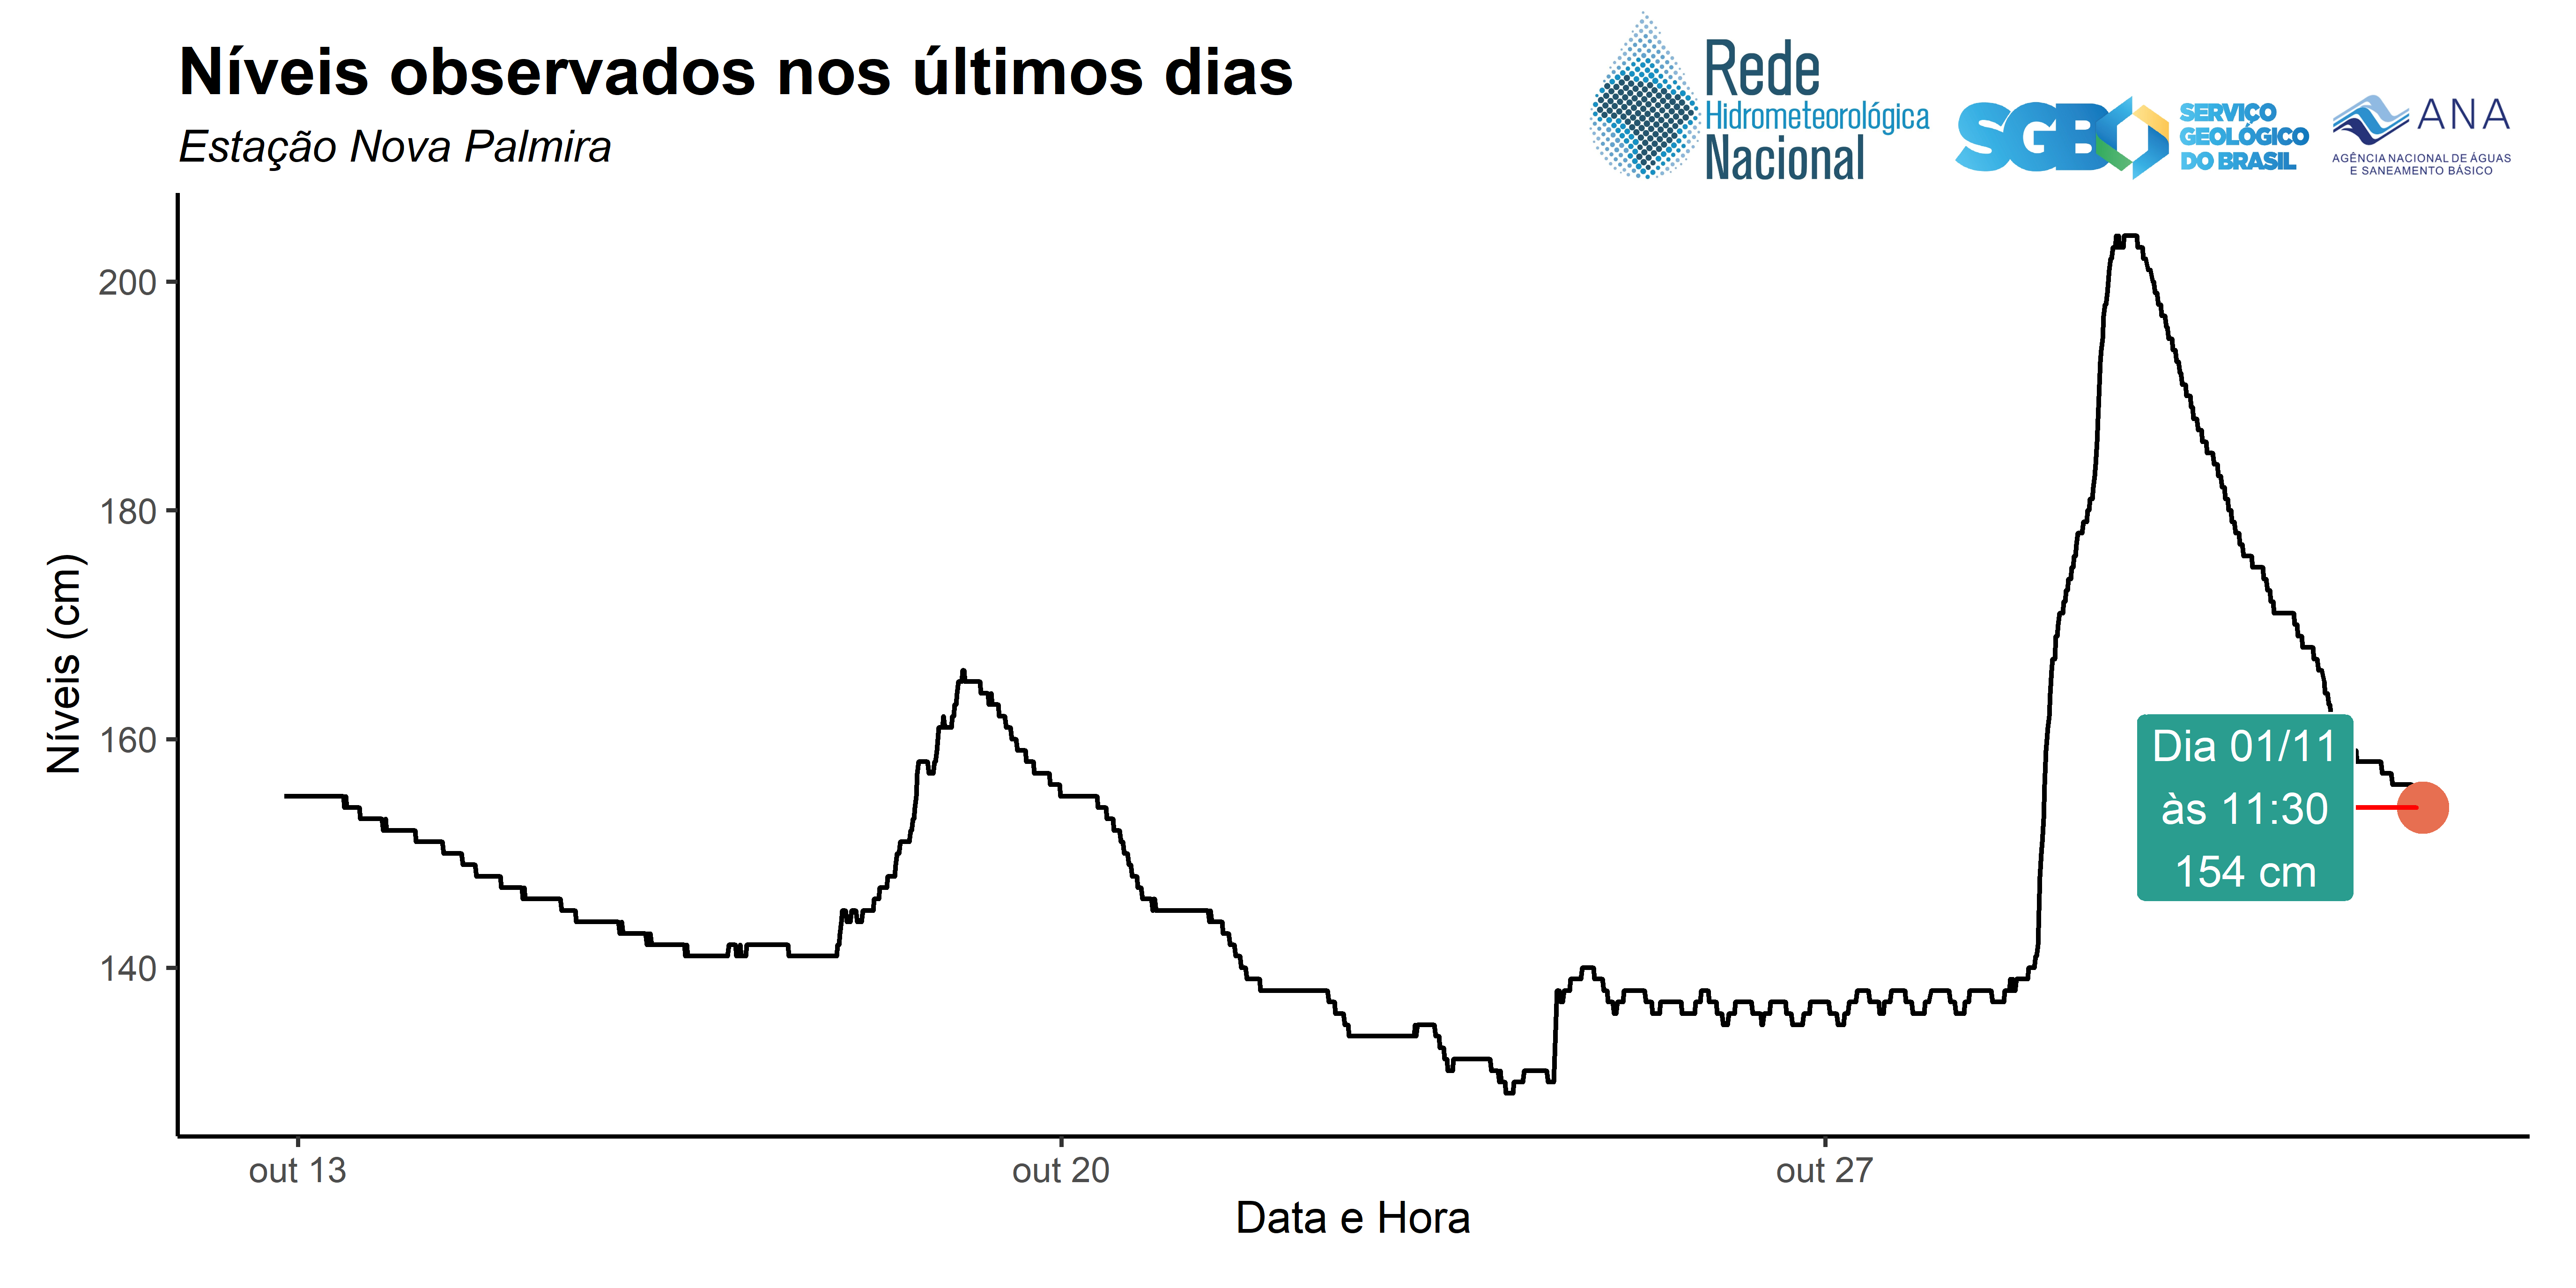 Níveis observados nos últimos dias
Estação Nova Palmira
Rede
Hidrometeorológica
Nacional
SGB
SERVIÇO
GEOLÓGICO
DO BRASIL
ANA
AGÊNCIA NACIONAL DE ÁGUAS
E SANEAMENTO BÁSICO
Níveis (cm)
200
180
160
140
Dia 01/11
às 11:30
154 cm
out 13
out 20
out 27
Data e Hora